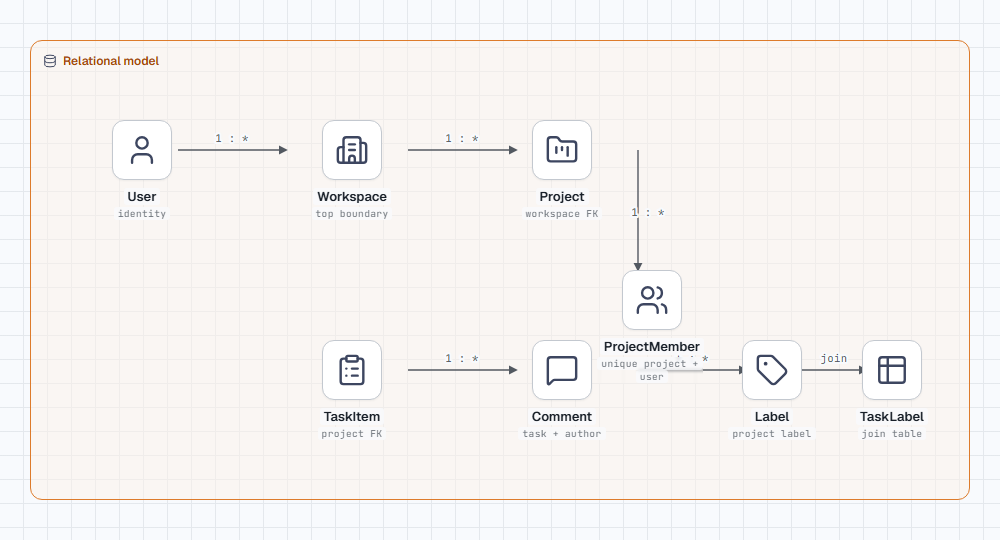 Relational model
1 : *
1 : *
User
identity
Workspace
top boundary
Project
workspace FK
1 : *
ProjectMember
unique project +
user
1 : *
*
join
TaskItem
project FK
Comment
task + author
Label
project label
TaskLabel
join table